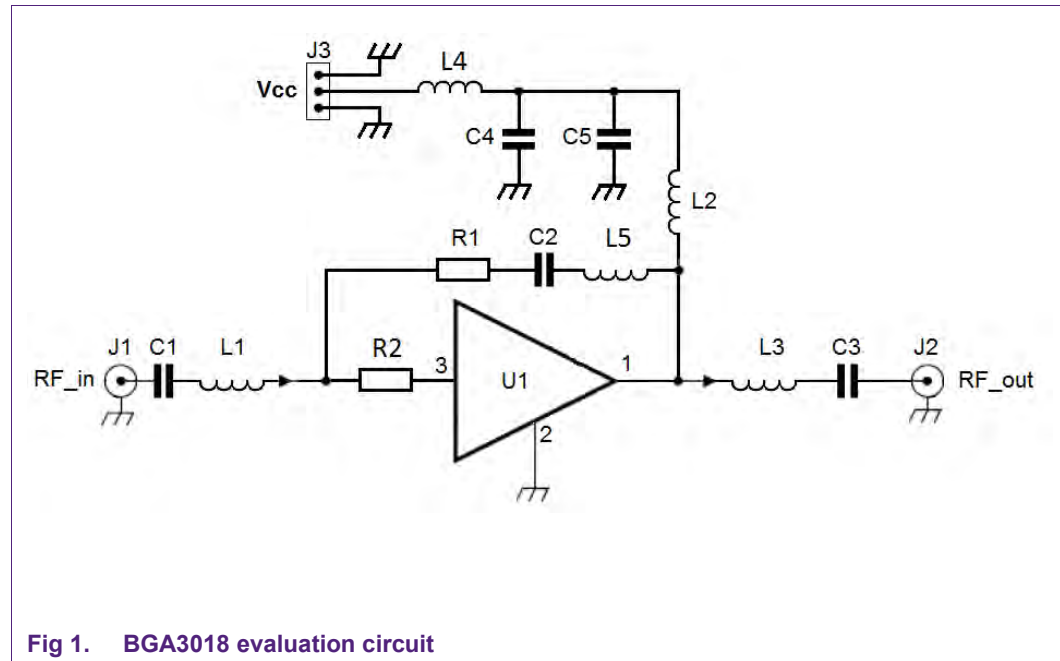 J3
L4
Vcc
C4
C5
L2
R1
C2
L5
J1
C1
L1
R2
3
U1
1
L3
C3
J2
RF_in
RF_out
2
Fig 1. BGA3018 evaluation circuit